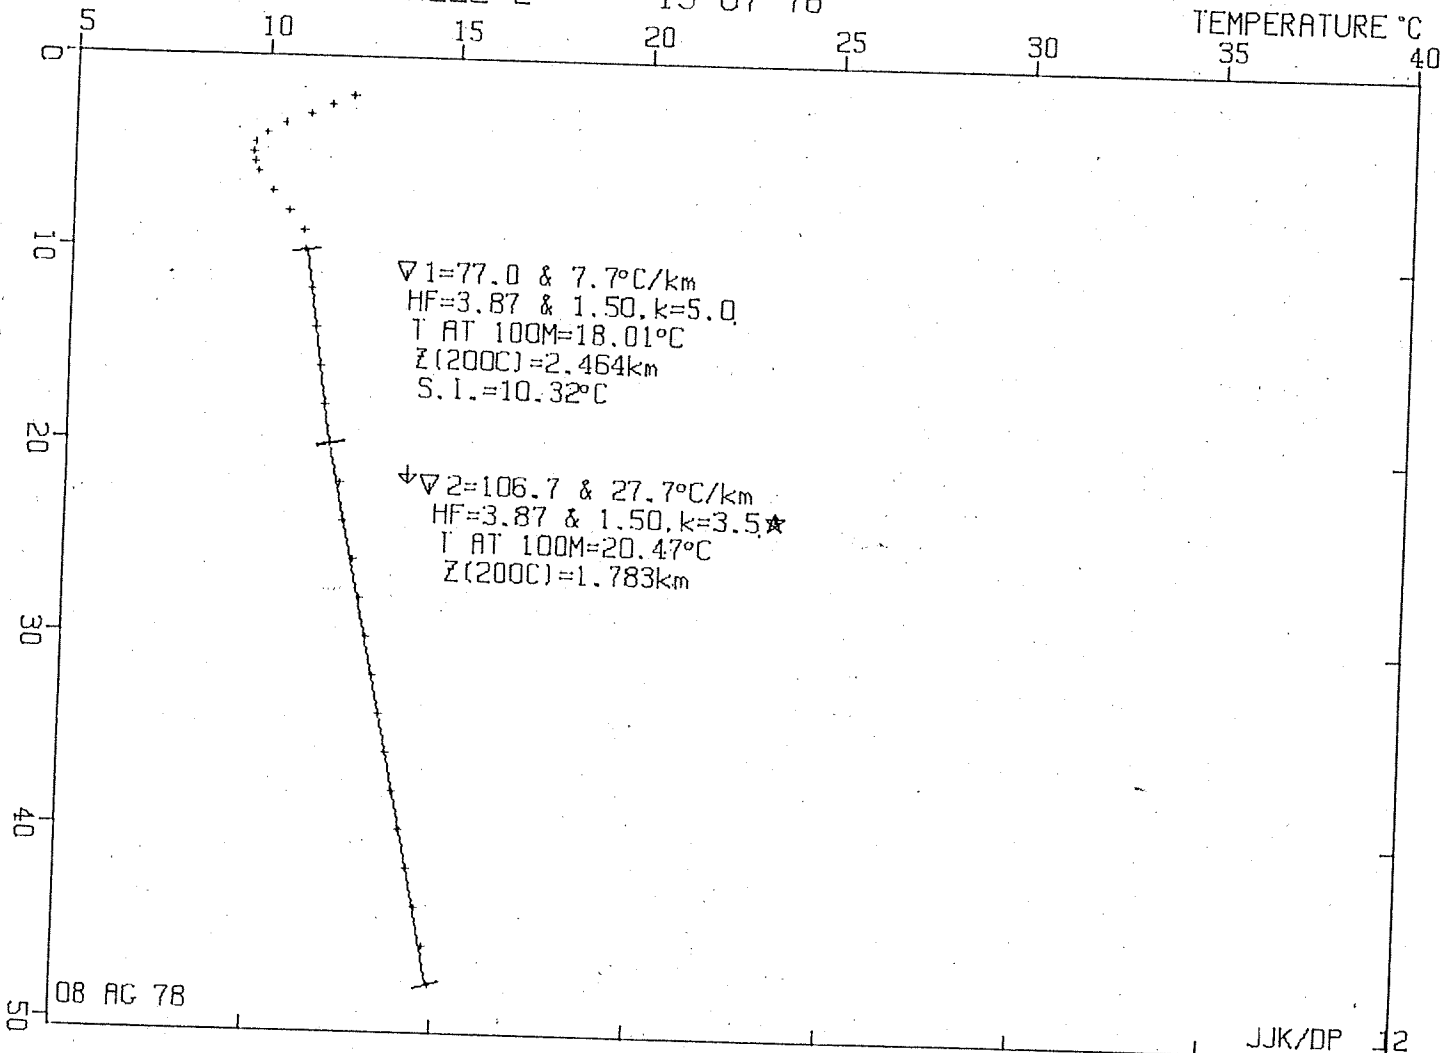 15 07 78
TEMPERATURE °C
5 10 15 20 25 30 35 40
0
10
▽1=77.0 & 7.7°C/km
HF=3.87 & 1.50,k=5.0
T AT 100M=18.01°C
Z(200C)=2.464km
S.I.=10.32°C
20
↓▽2=106.7 & 27.7°C/km
HF=3.87 & 1.50,k=3.5★
T AT 100M=20.47°C
Z(200C)=1.783km
30
40
50
08 AG 78
JJK/DP 12